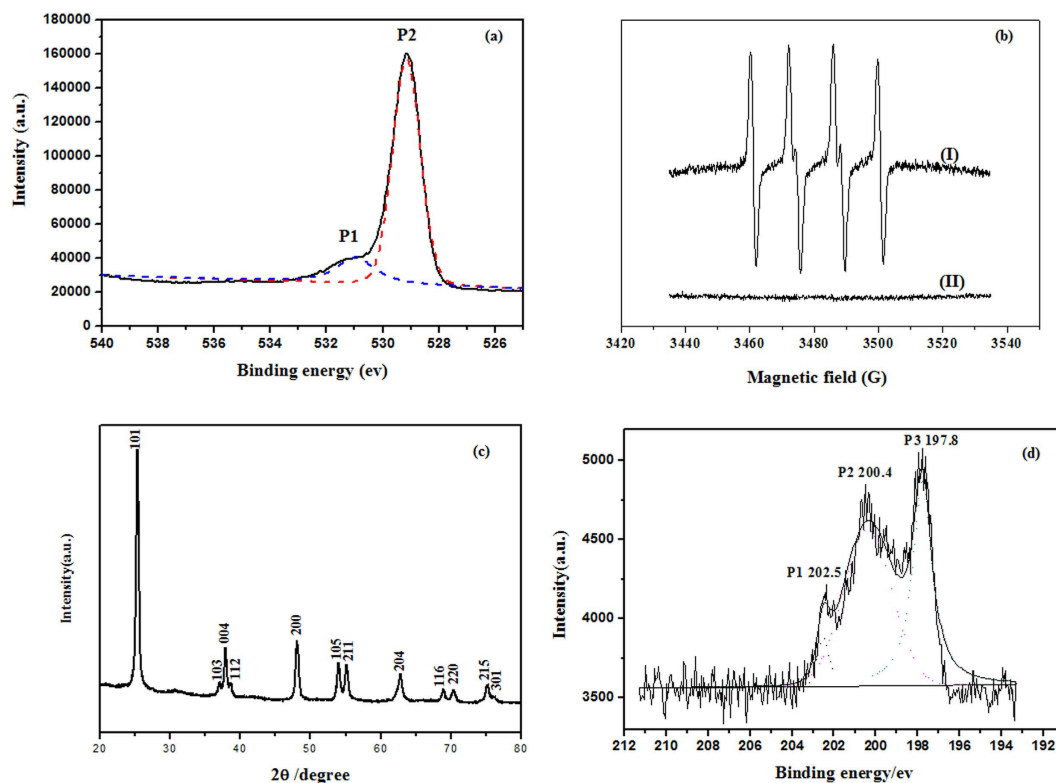 (a)
P2
P1
180000
160000
140000
120000
100000
80000
60000
40000
20000
0
Intensity (a.u.)
540 538 536 534 532 530 528 526
Binding energy (ev)
(b)
(I)
(II)
3420 3440 3460 3480 3500 3520 3540
Magnetic field (G)
(c)
101
103
004
112
200
105
211
204
116
220
215
301
Intensity(a.u.)
20 30 40 50 60 70 80
2θ /degree
(d)
P3 197.8
P2 200.4
P1 202.5
5000
4500
4000
3500
Intensity(a.u.)
212 210 208 206 204 202 200 198 196 194 192
Binding energy/ev